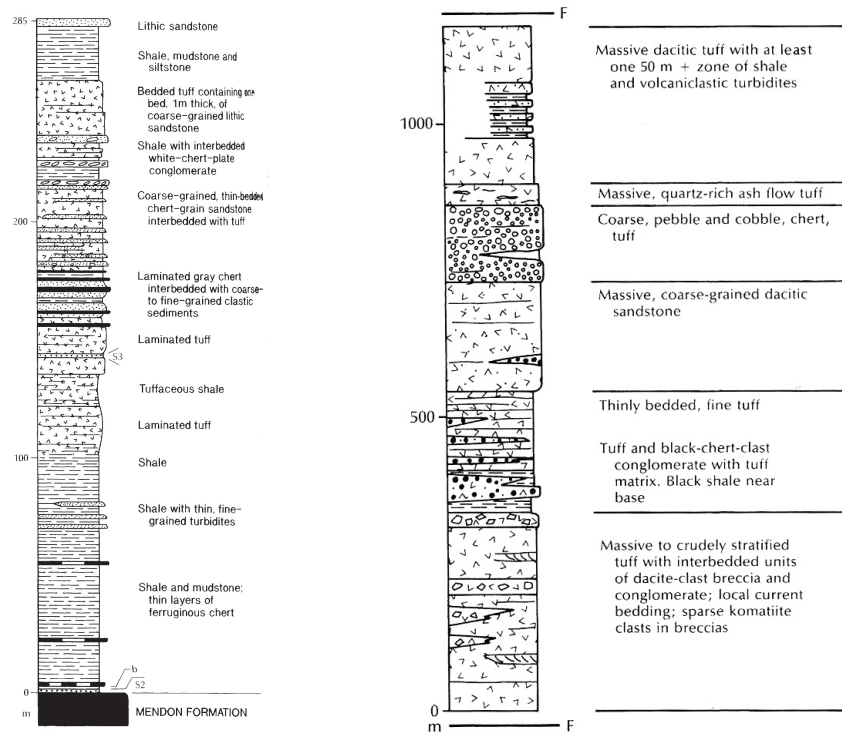 285
Lithic sandstone
Shale, mudstone and
siltstone
Bedded tuff containing one
bed, 1m thick, of
coarse-grained lithic
sandstone
Shale with interbedded
white-chert-plate
conglomerate
Coarse-grained, thin-bedded
chert-grain sandstone
interbedded with tuff
200
Laminated gray chert
interbedded with coarse-
to fine-grained clastic
sediments
Laminated tuff
S3
Tuffaceous shale
Laminated tuff
100
Shale
Shale with thin, fine-
grained turbidites
Shale and mudstone;
thin layers of
ferruginous chert
b
S2
0
m
MENDON FORMATION
F
Massive dacitic tuff with at least
one 50 m + zone of shale
and volcaniclastic turbidites
1000
Massive, quartz-rich ash flow tuff
Coarse, pebble and cobble, chert,
tuff
Massive, coarse-grained dacitic
sandstone
500
Thinly bedded, fine tuff
Tuff and black-chert-clast
conglomerate with tuff
matrix. Black shale near
base
Massive to crudely stratified
tuff with interbedded units
of dacite-clast breccia and
conglomerate; local current
bedding; sparse komatiite
clasts in breccias
0
m
F